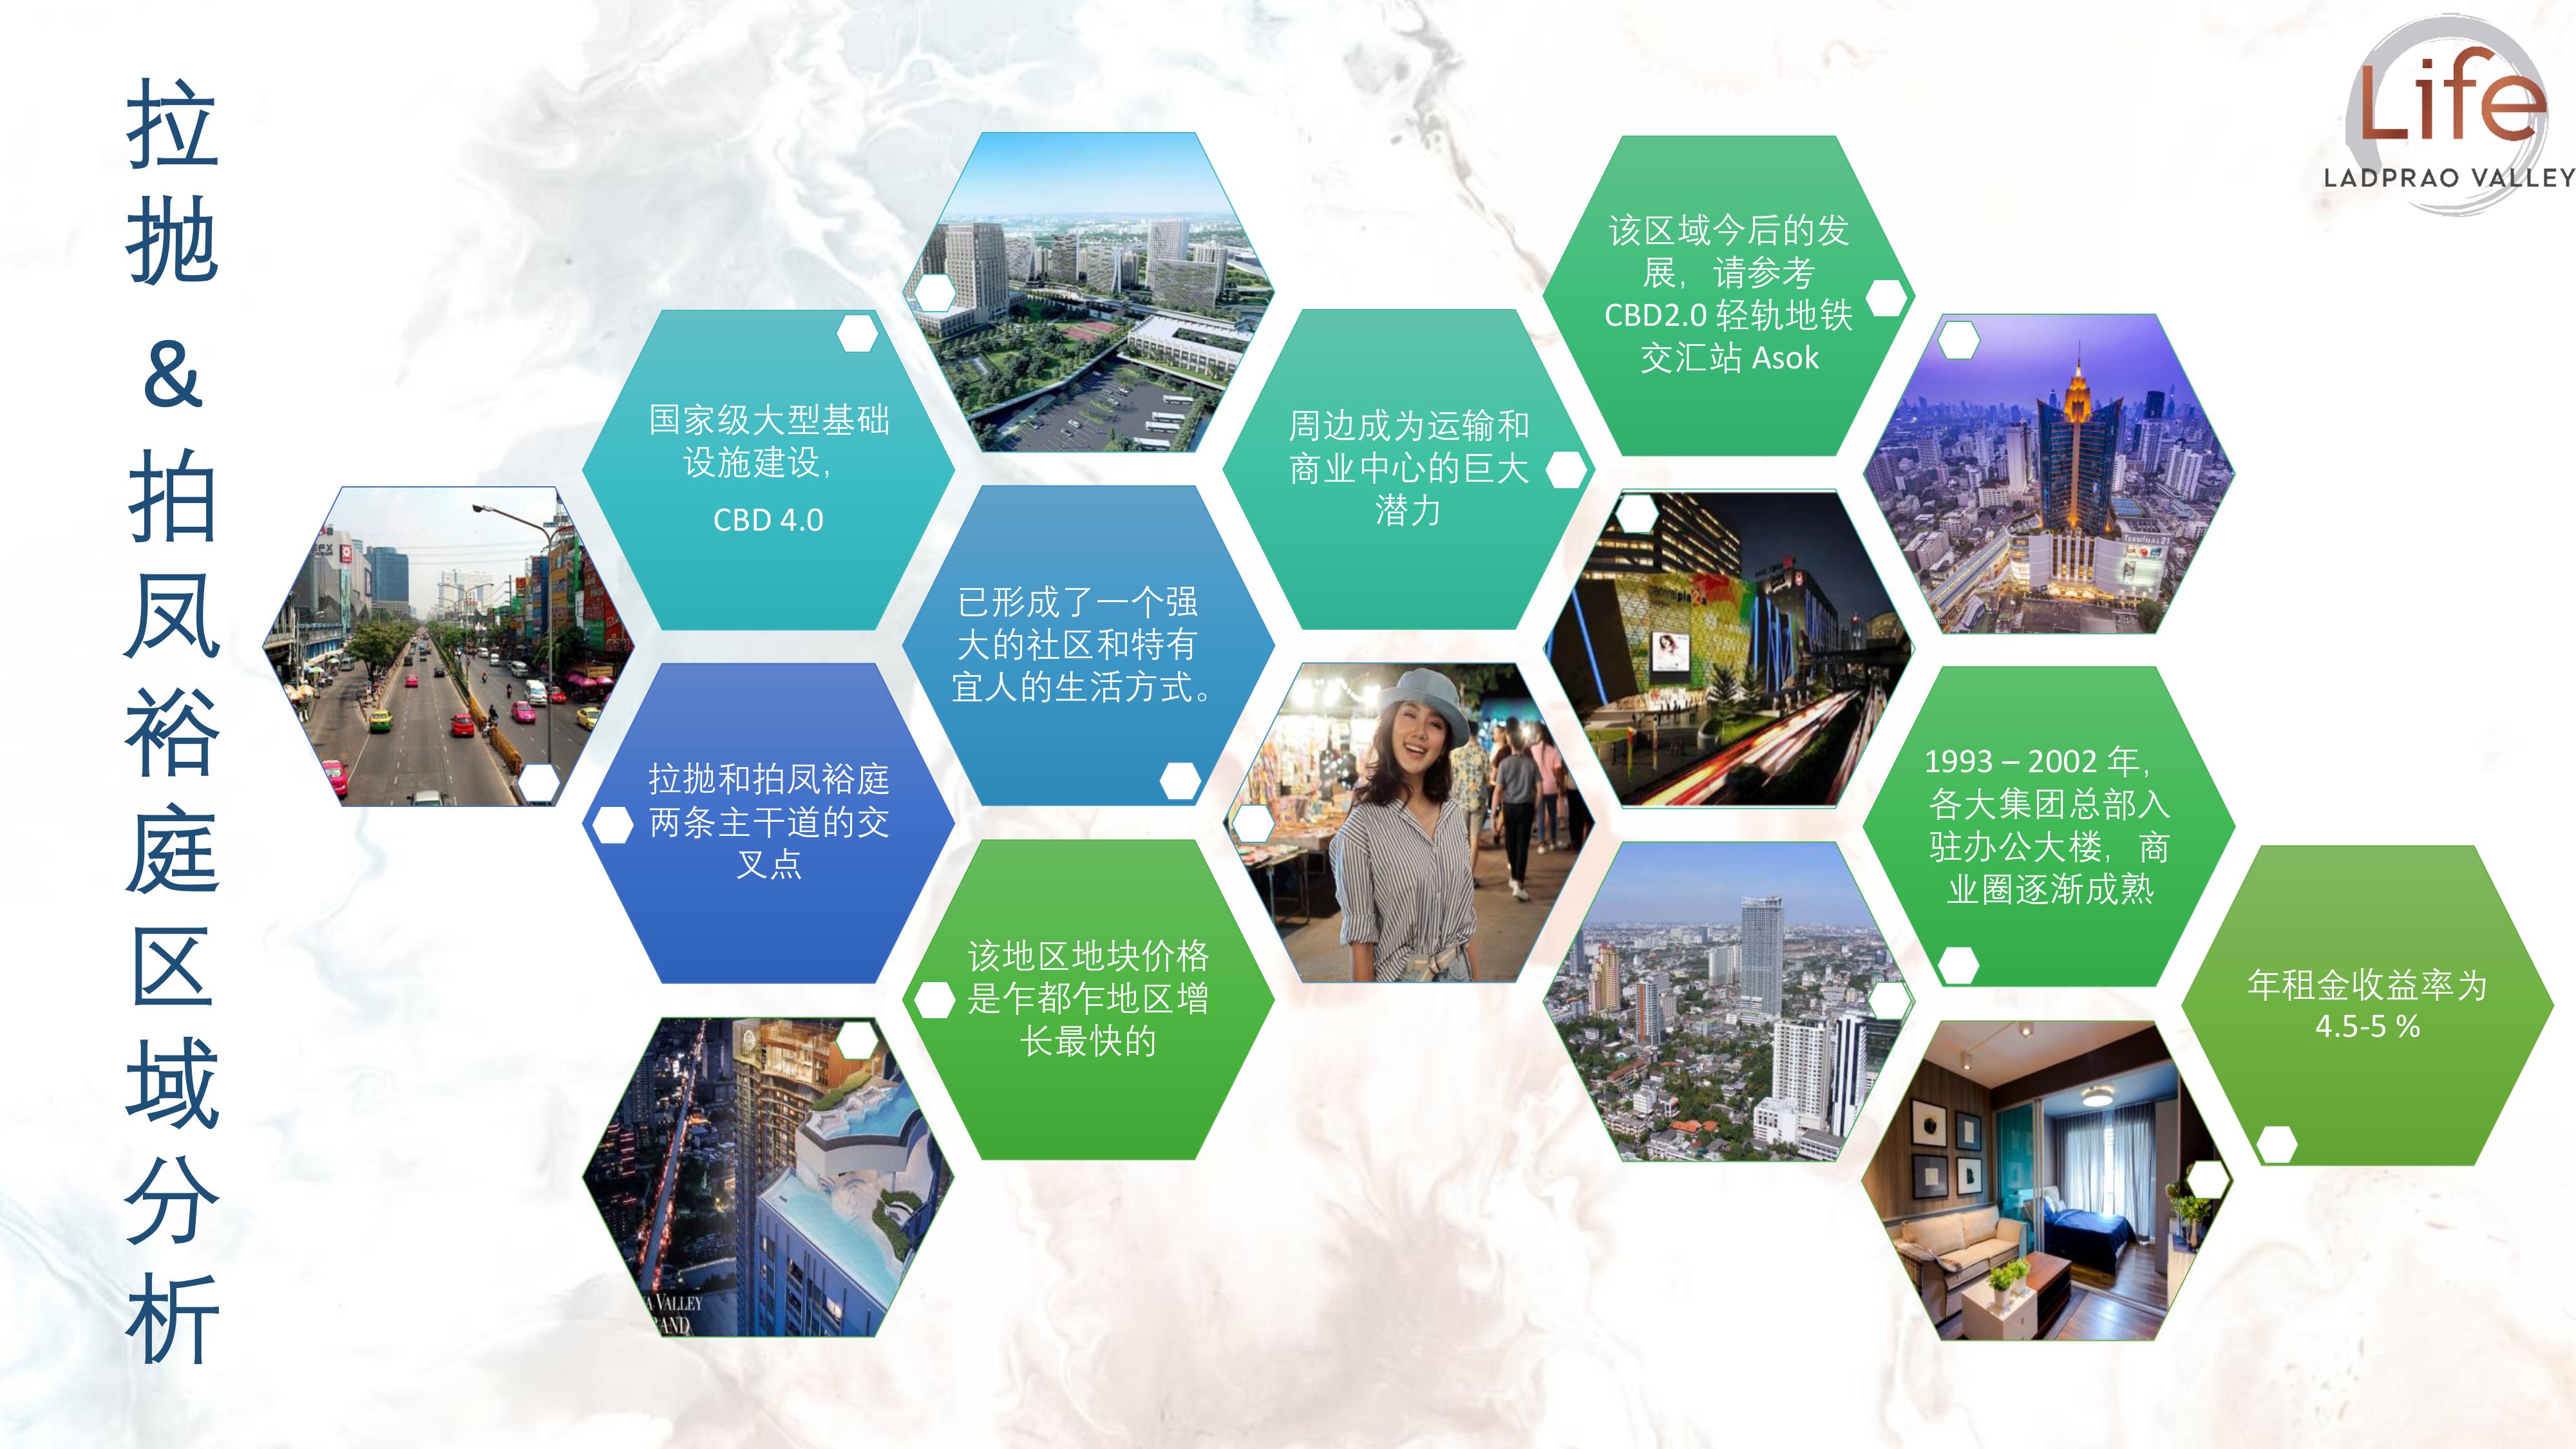 拉抛&拍凤裕庭区域分析
Life
LADPRAO VALLEY
国家级大型基础
设施建设，
CBD 4.0
拉抛和拍凤裕庭
两条主干道的交
叉点
已形成了一个强
大的社区和特有
宜人的生活方式。
该地区地块价格
是乍都乍地区增
长最快的
周边成为运输和
商业中心的巨大
潜力
该区域今后的发
展，请参考
CBD2.0 轻轨地铁
交汇站 Asok
1993 – 2002 年，
各大集团总部入
驻办公大楼，商
业圈逐渐成熟
年租金收益率为
4.5-5 %
TERMINAL 21
VALLEY